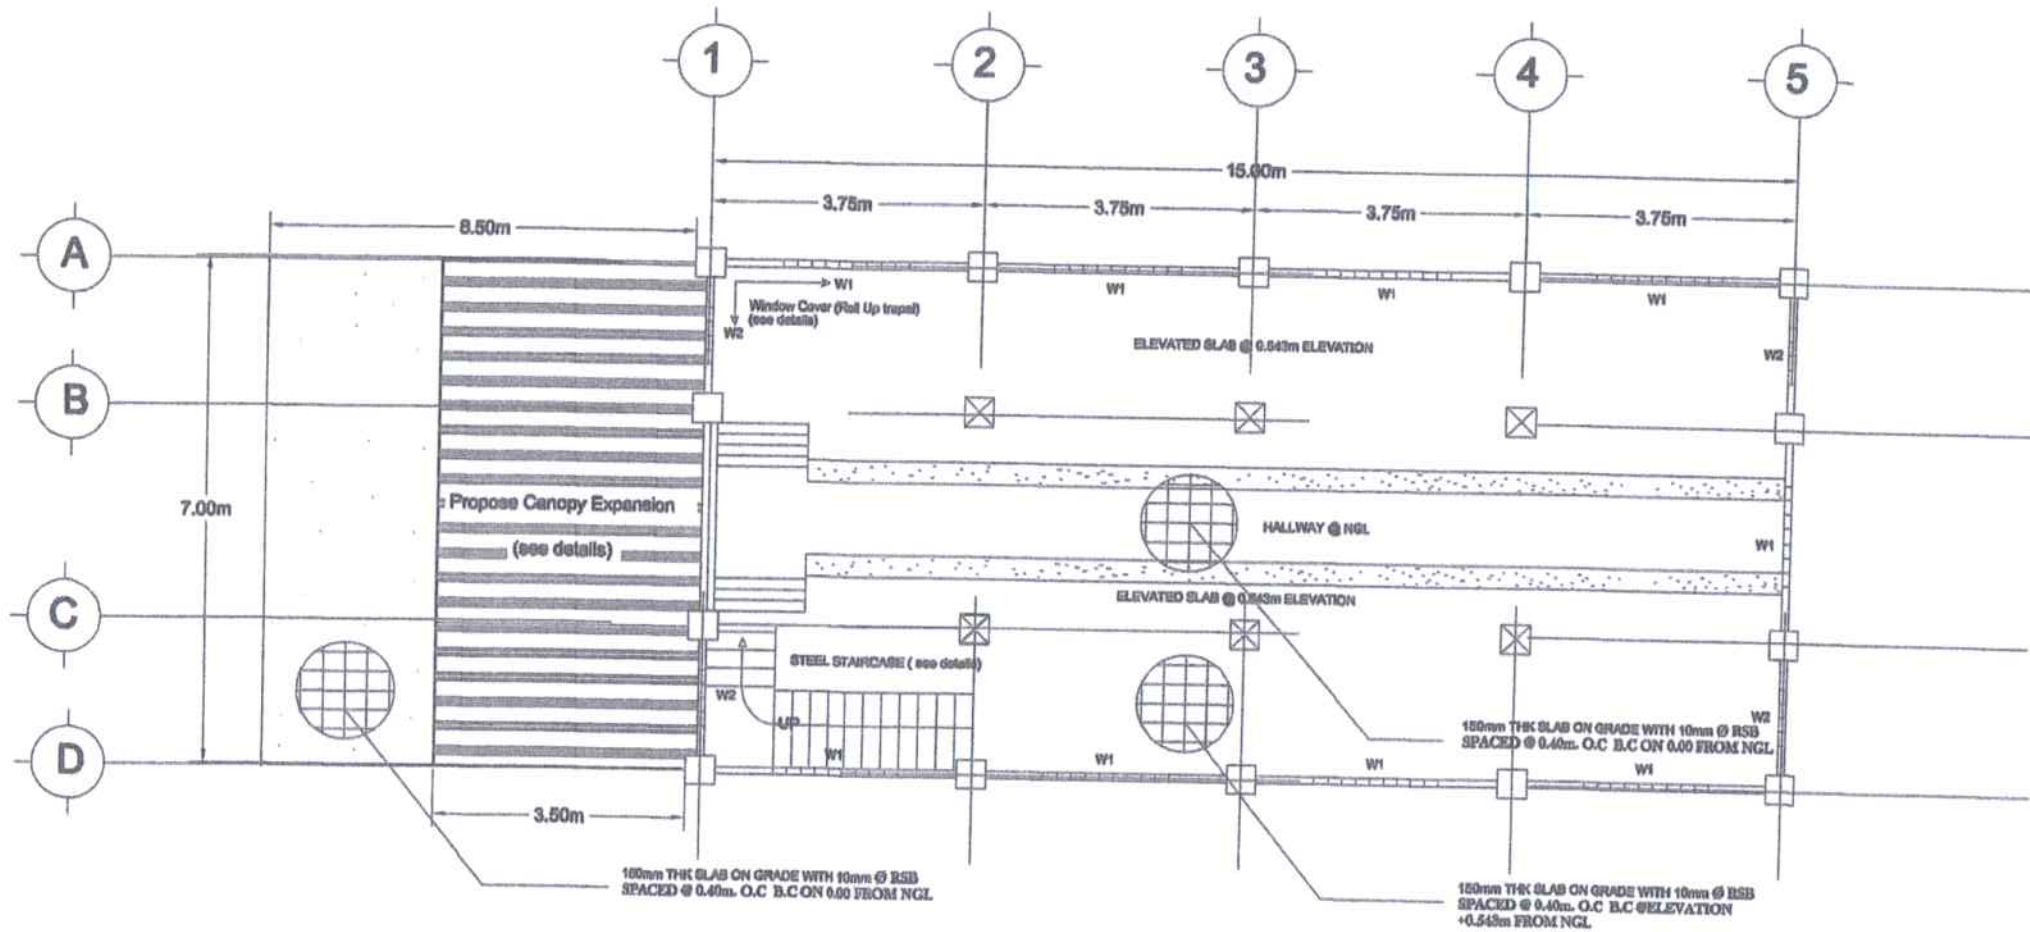 1
2
3
4
5
15.00m
3.75m
3.75m
3.75m
3.75m
8.50m
A
W1
W1
W1
W1
Window Cover (Roll Up trapal)
(see details)
W2
ELEVATED SLAB @ 0.543m ELEVATION
W2
B
7.00m
Propose Canopy Expansion
(see details)
HALLWAY @ NGL
W1
ELEVATED SLAB @ 0.543m ELEVATION
C
STEEL STAIRCASE ( see details)
W2
UP
W2
150mm THK SLAB ON GRADE WITH 10mm Ø RSB
SPACED @ 0.40m. O.C B.C ON 0.00 FROM NGL
D
W1
W1
W1
W1
3.50m
150mm THK SLAB ON GRADE WITH 10mm Ø RSB
SPACED @ 0.40m. O.C B.C ON 0.00 FROM NGL
150mm THK SLAB ON GRADE WITH 10mm Ø RSB
SPACED @ 0.40m. O.C B.C @ELEVATION
+0.543m FROM NGL